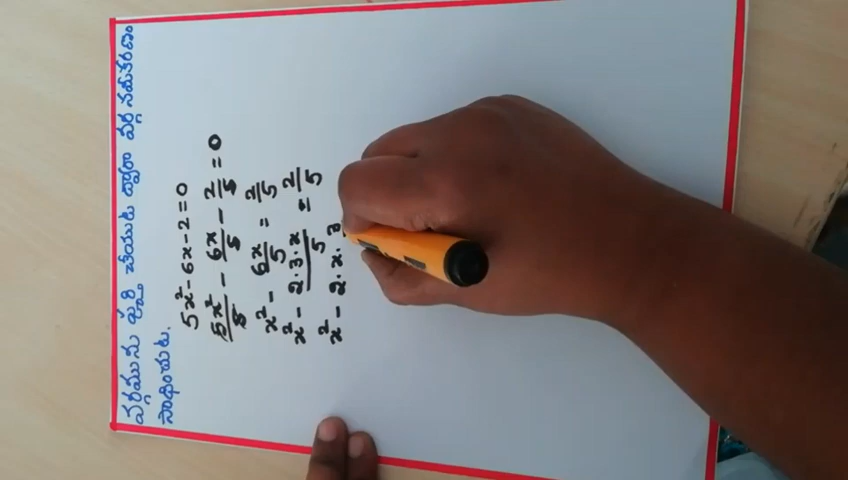 వర్గమును పూర్తి చేయుట ద్వారా వర్గ సమీకరణం
సాధించుట.
5x² - 6x - 2 = 0
5x²/5 - 6x/5 - 2/5 = 0
x² - 6x/5 = 2/5
x² - 2·3·x/5 = 2/5
x² - 2·x·3